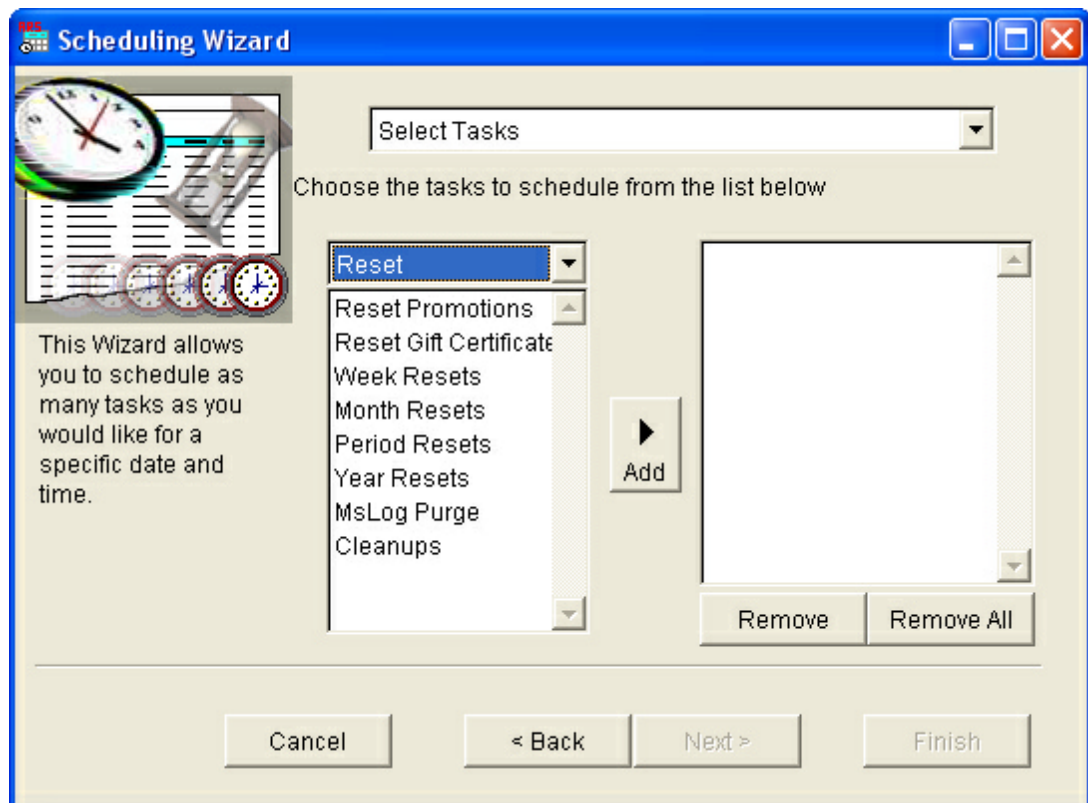 Scheduling Wizard
Select Tasks
Choose the tasks to schedule from the list below
This Wizard allows
you to schedule as
many tasks as you
would like for a
specific date and
time.
Reset
Reset Promotions
Reset Gift Certificate
Week Resets
Month Resets
Period Resets
Year Resets
MsLog Purge
Cleanups
Add
Remove
Remove All
Cancel
< Back
Next >
Finish